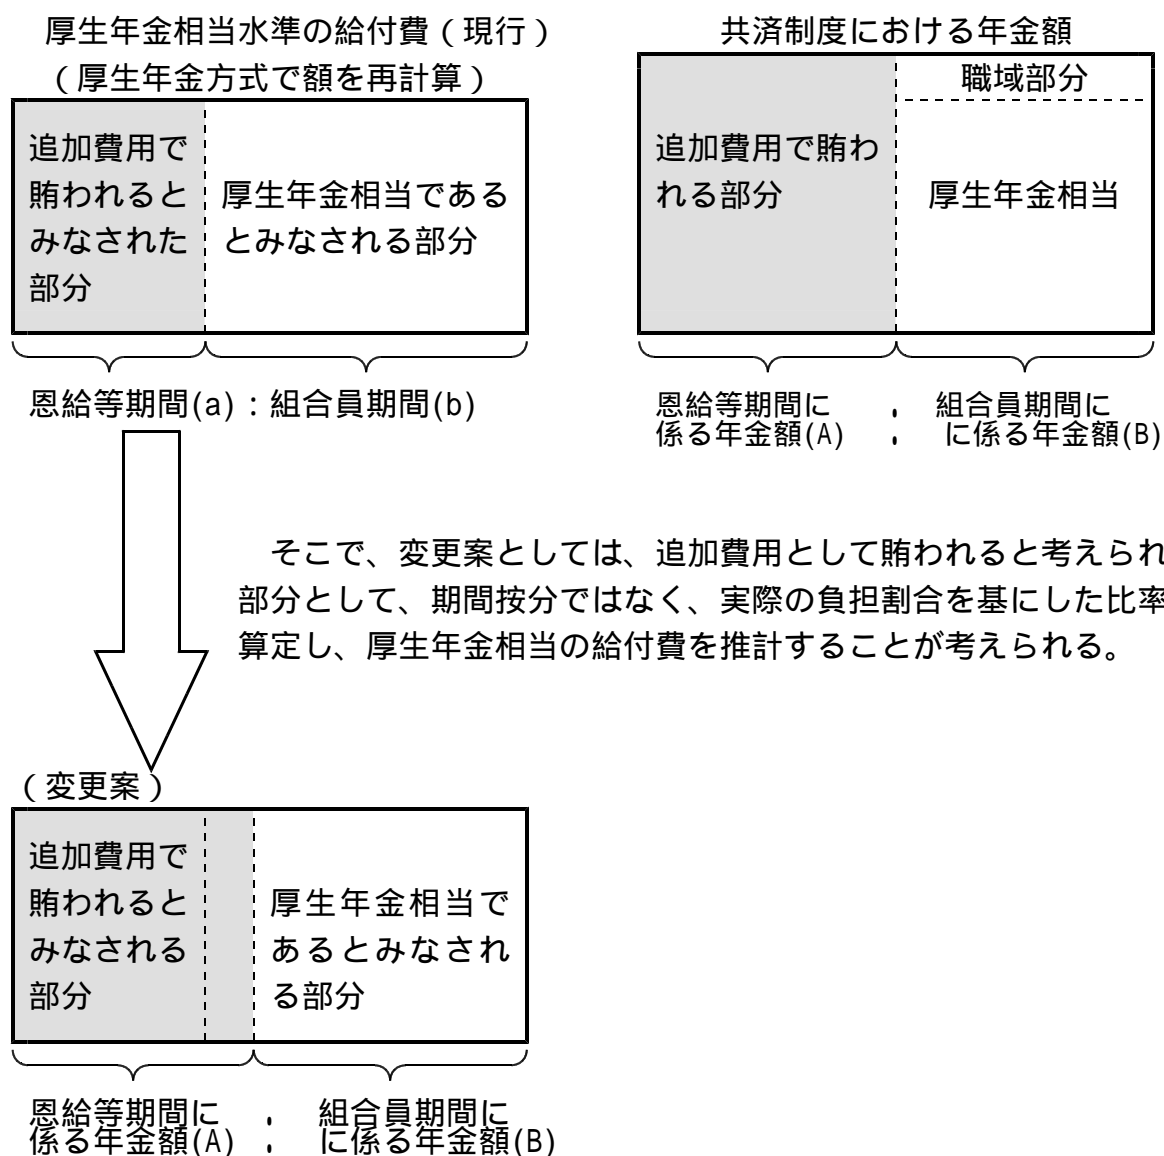 厚生年金相当水準の給付費（現行）
（厚生年金方式で額を再計算）
追加費用で
賄われると
みなされた
部分
厚生年金相当である
とみなされる部分
恩給等期間(a)：組合員期間(b)
共済制度における年金額
職域部分
追加費用で賄わ
れる部分
厚生年金相当
恩給等期間に ： 組合員期間に
係る年金額(A) に係る年金額(B)
そこで、変更案としては、追加費用として賄われると考えられ
部分として、期間按分ではなく、実際の負担割合を基にした比率
算定し、厚生年金相当の給付費を推計することが考えられる。
（変更案）
追加費用で
賄われると
みなされる
部分
厚生年金相当で
あるとみなされ
る部分
恩給等期間に ： 組合員期間に
係る年金額(A) に係る年金額(B)